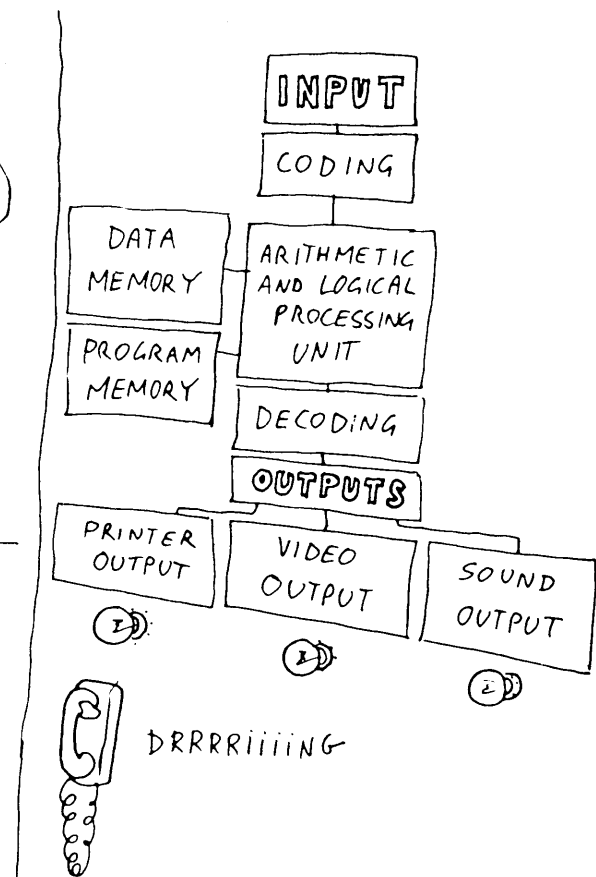 INPUT
CODING
DATA
MEMORY
ARITHMETIC
AND LOGICAL
PROCESSING
UNIT
PROGRAM
MEMORY
DECODiNG
OUTPUTS
PRINTER
OUTPUT
VIDEO
OUTPUT
SOUND
OUTPUT
DRRRRiiiiNG